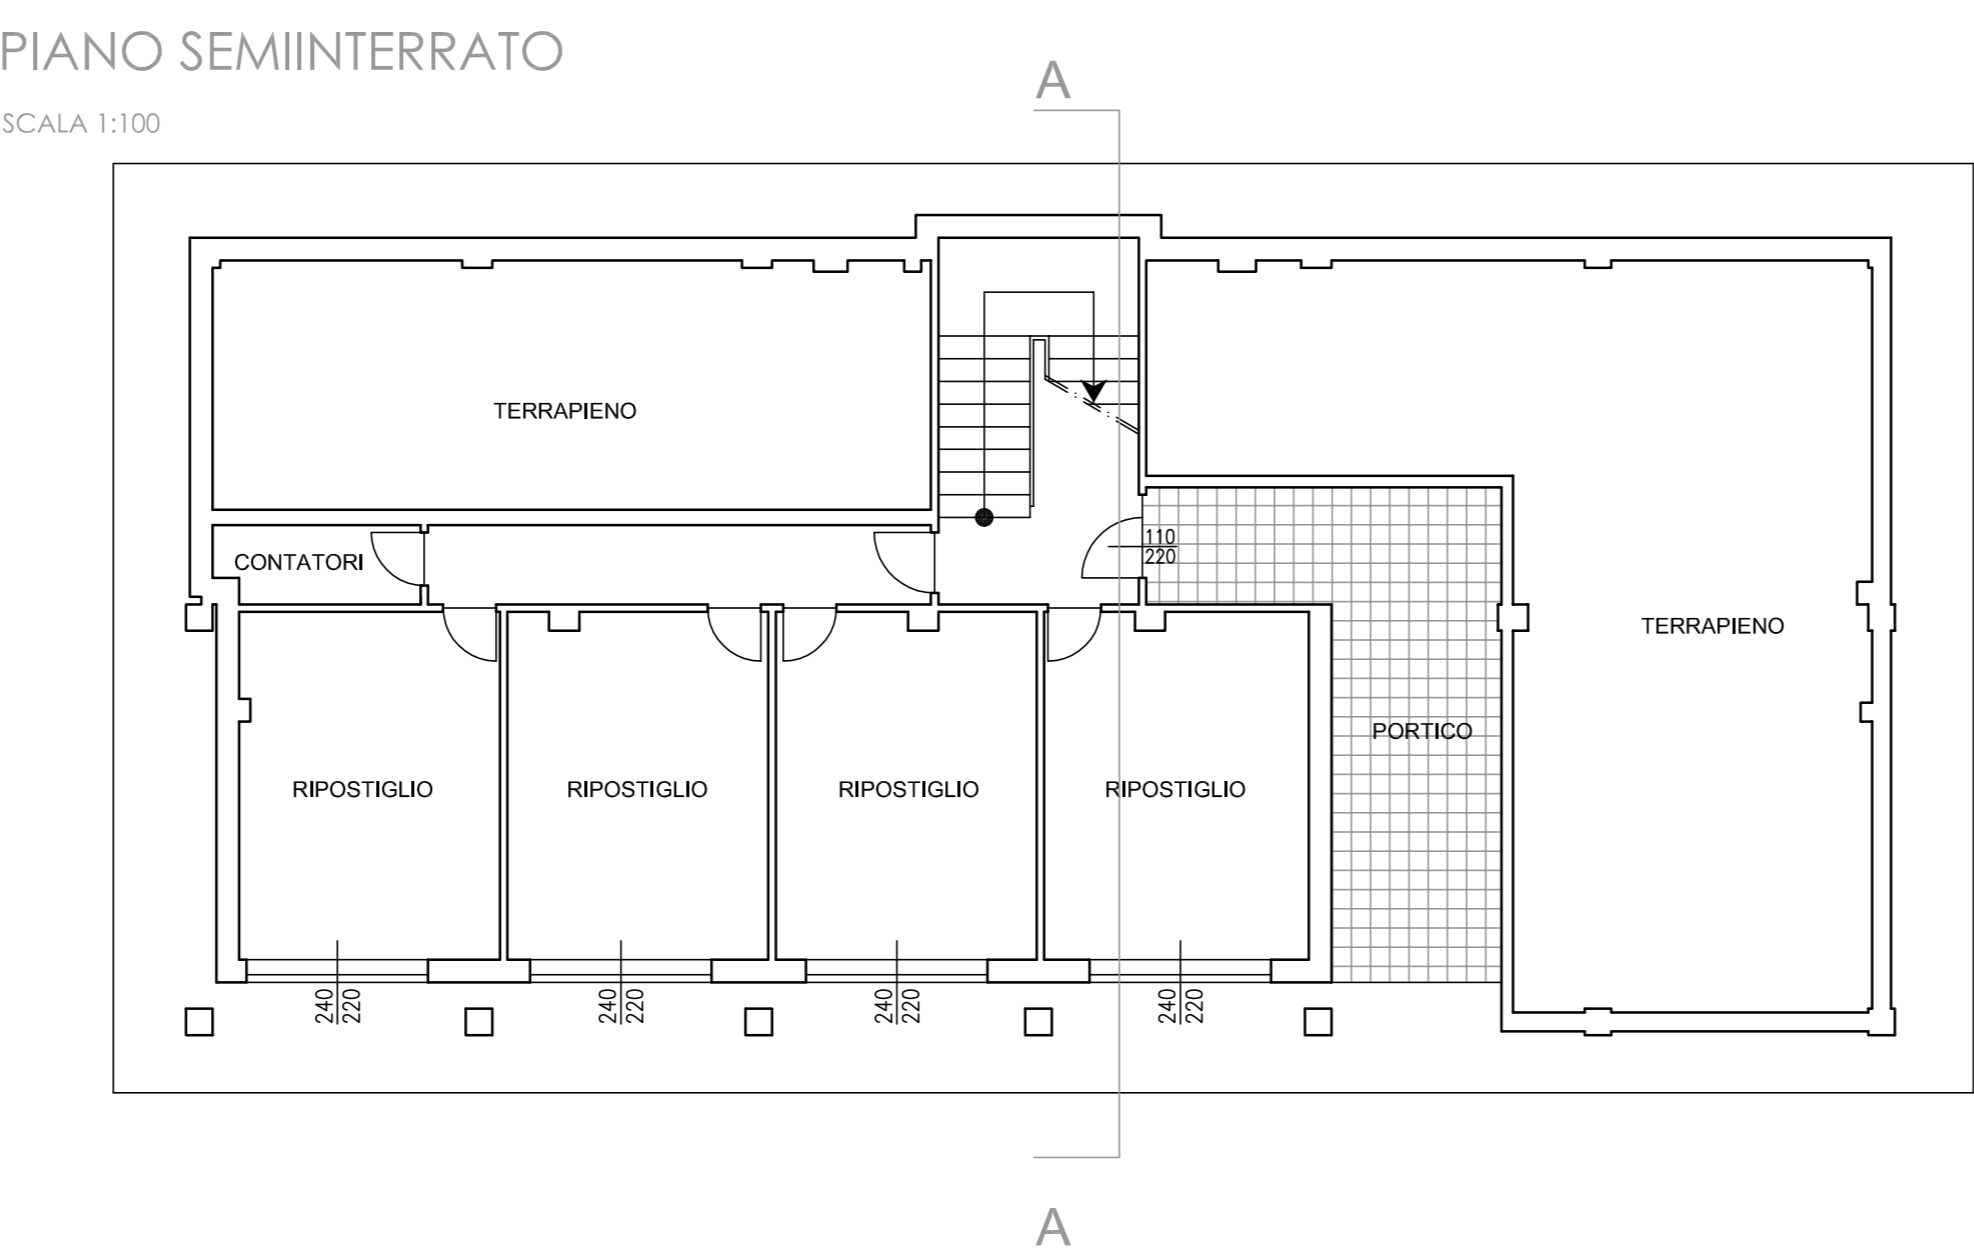 PIANO SEMIINTERRATO
SCALA 1:100
A
TERRAPIENO
CONTATORI
110
220
TERRAPIENO
PORTICO
RIPOSTIGLIO
RIPOSTIGLIO
RIPOSTIGLIO
RIPOSTIGLIO
240
220
240
220
240
220
240
220
A